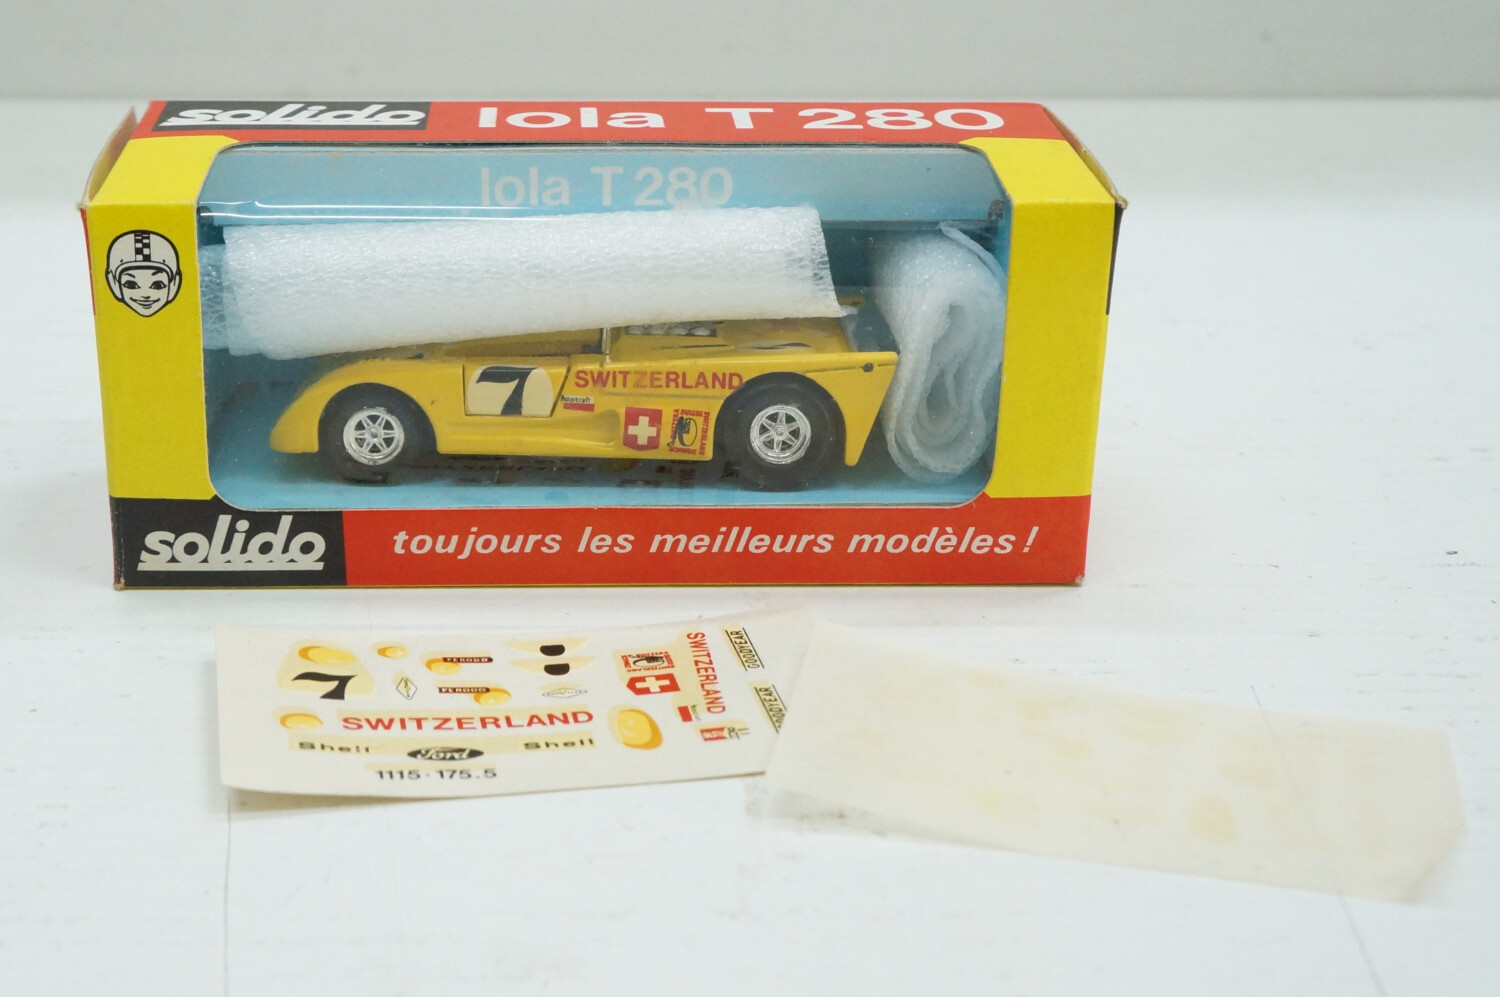 solido lola T 280
lola T 280
7 SWITZERLAND
Motorcraft
solido toujours les meilleurs modèles!
SWITZERLAND
GOODYEAR
FERODO
7
FERODO
GOODYEAR
SWITZERLAND
Shell Ford Shell
1115-175.5